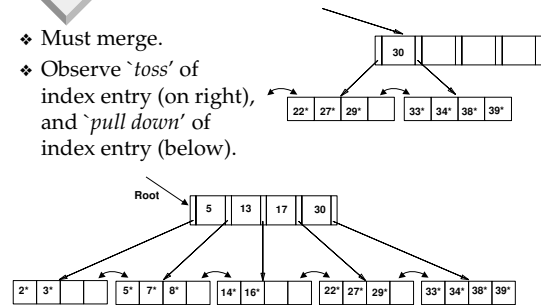 ❖ Must merge.
❖ Observe `toss' of
index entry (on right),
and `pull down' of
index entry (below).
30
22* 27* 29* 33* 34* 38* 39*
Root
5 13 17 30
2* 3* 5* 7* 8* 14* 16* 22* 27* 29* 33* 34* 38* 39*